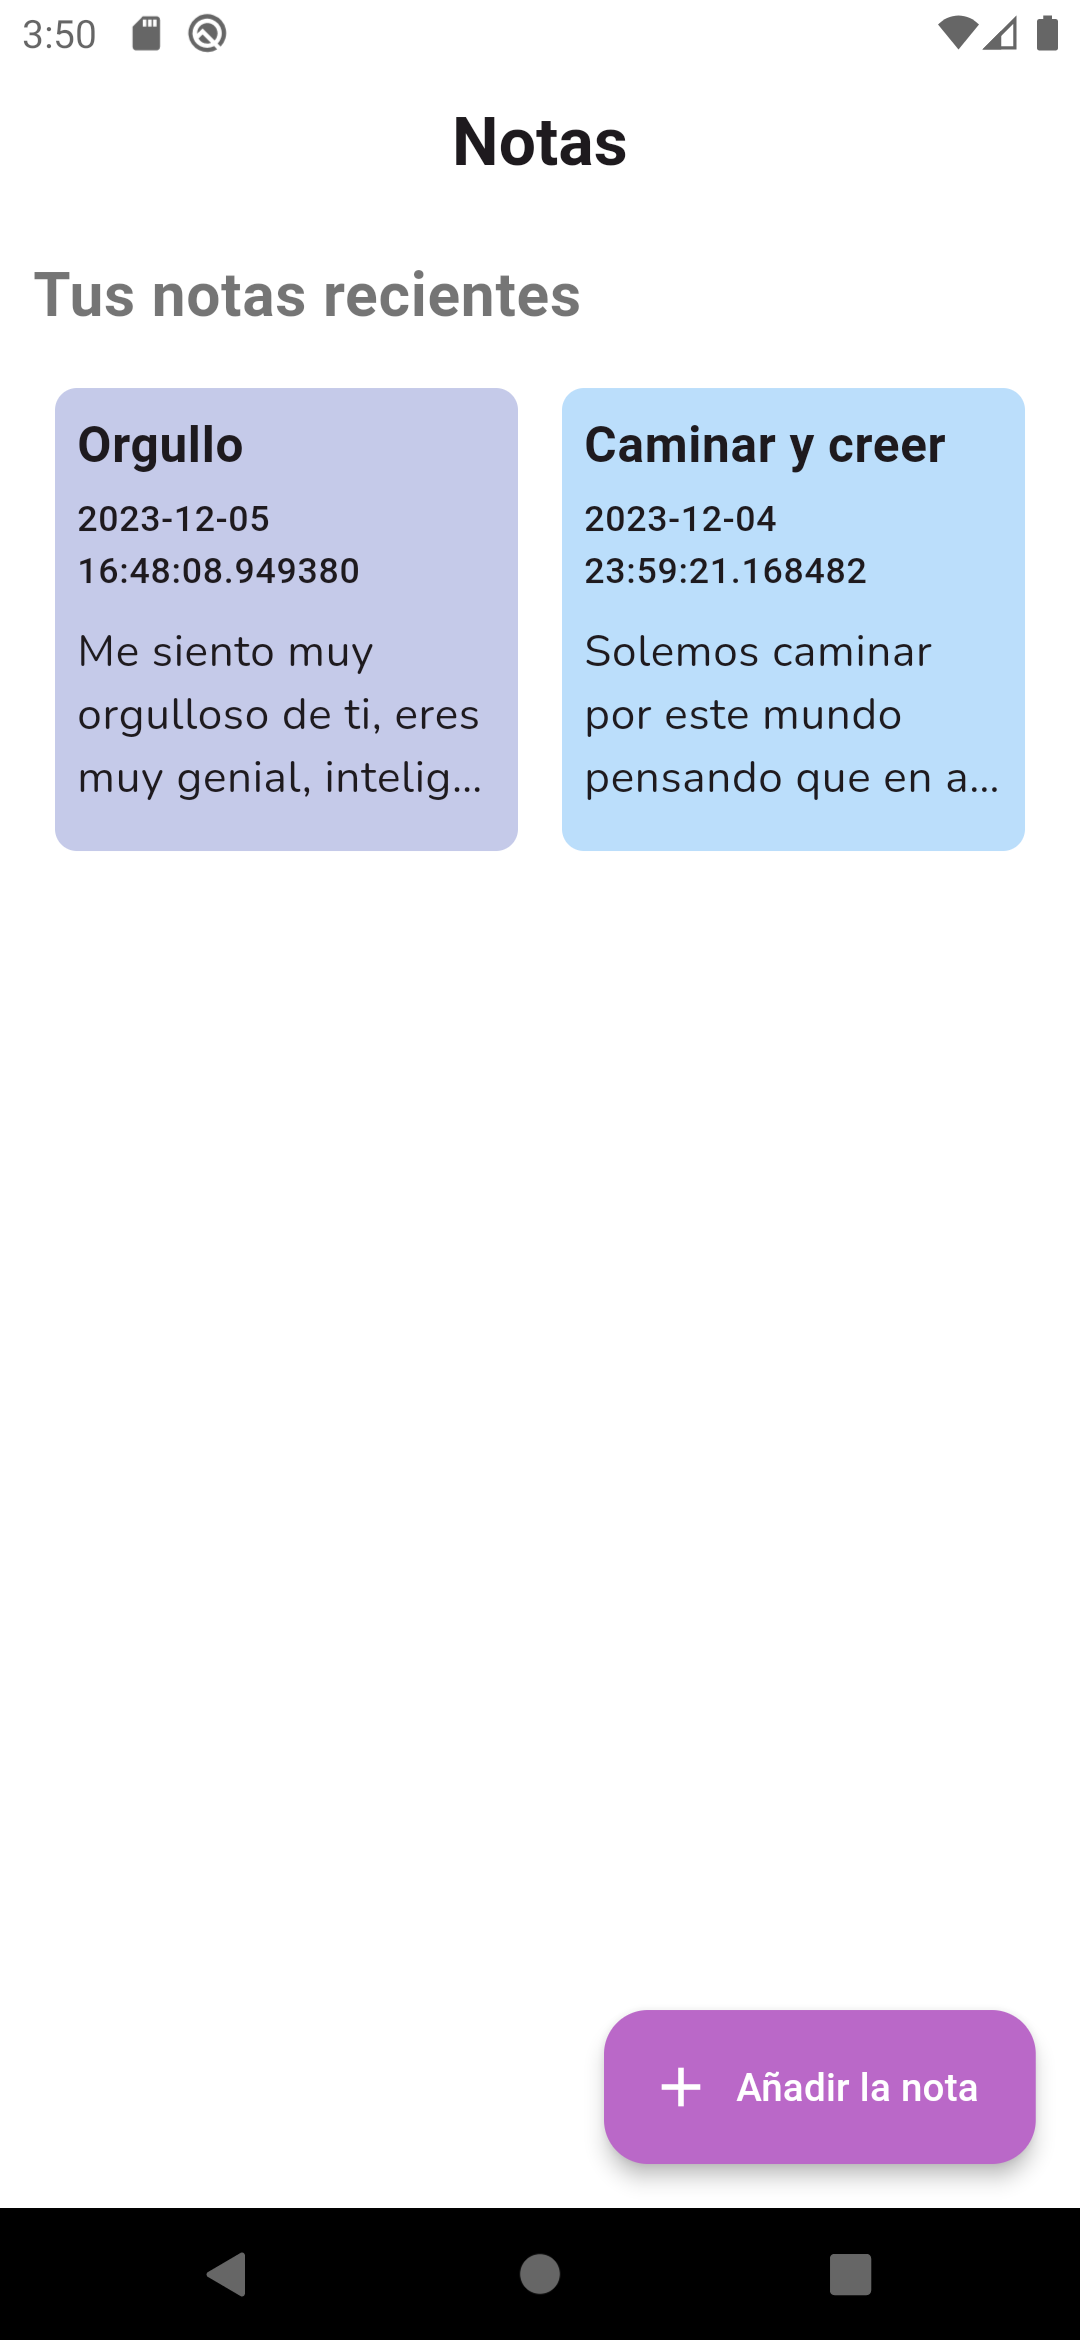 3:50
Notas
Tus notas recientes
Orgullo
2023-12-05
16:48:08.949380
Me siento muy
orgulloso de ti, eres
muy genial, intelig...
Caminar y creer
2023-12-04
23:59:21.168482
Solemos caminar
por este mundo
pensando que en a...
Añadir la nota